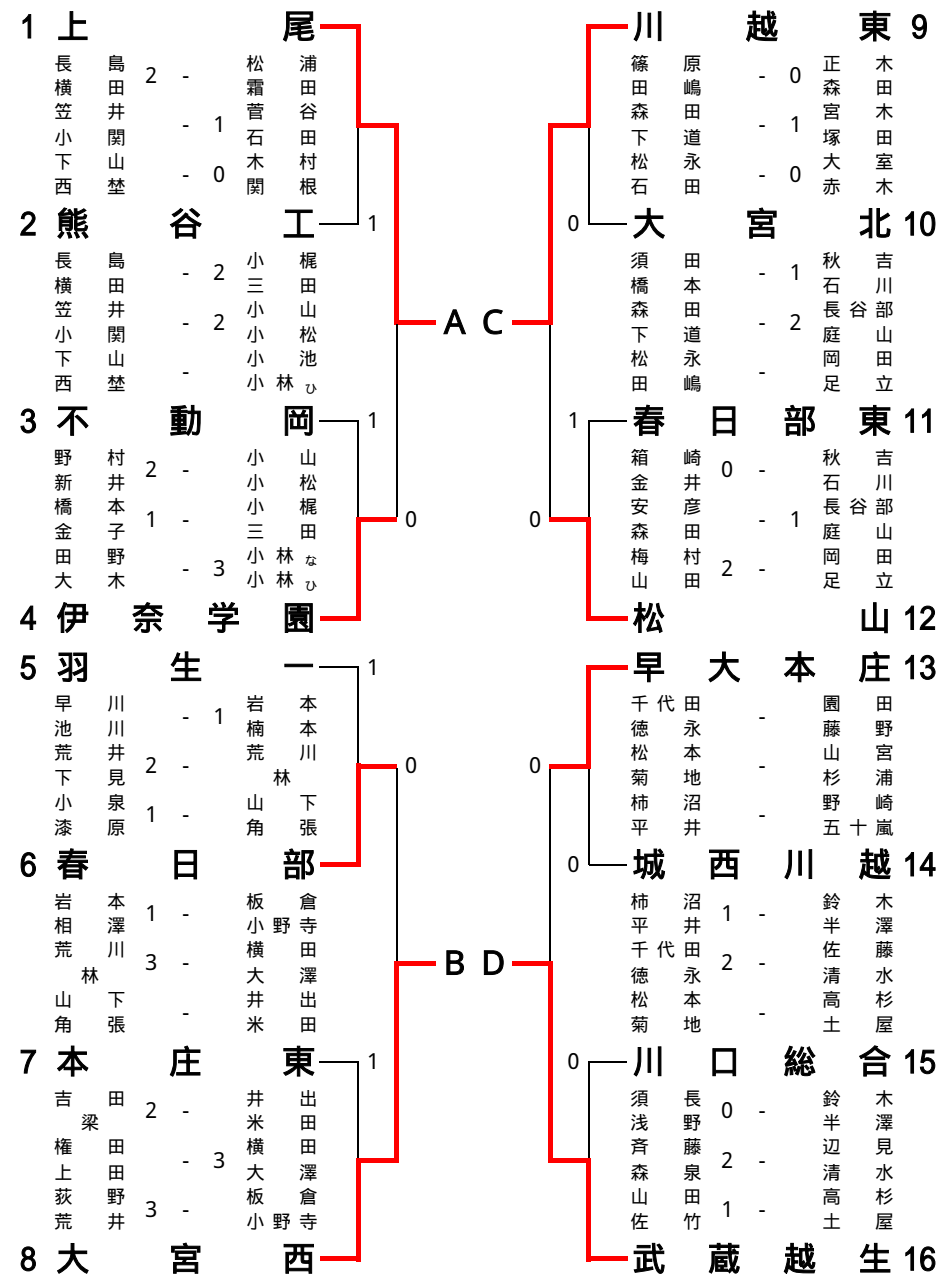 1 上尾
長島 2 - 松浦
横田 霜田
笠井 - 1 菅谷
小関 石田
下山 - 0 木村
西埜 関根
2 熊谷工 1
長島 - 2 小梶
横田 三田
笠井 - 2 小山
小関 小松
下山 - 小池
西埜 小林ひ
A
3 不動岡 1
野村 2 - 小山
新井 小松
橋本 1 - 小梶
金子 三田
0
田野 - 3 小林な
大木 小林ひ
4 伊奈学園
5 羽生一 1
早川 - 1 岩本
池川 楠本
荒井 2 - 荒川
下見 林
0
小泉 1 - 山下
漆原 角張
6 春日部
岩本 1 - 板倉
相澤 小野寺
荒川 3 - 横田
林 大澤
B
山下 - 井出
角張 米田
7 本庄東 1
吉田 2 - 井出
梁 米田
権田 - 3 横田
上田 大澤
荻野 3 - 板倉
荒井 小野寺
8 大宮西
川越東 9
篠原 - 0 正木
田嶋 森田
森田 - 1 宮木
下道 塚田
松永 - 0 大室
石田 赤木
0 大宮北 10
須田 - 1 秋吉
橋本 石川
森田 - 2 長谷部
下道 庭山
C
松永 - 岡田
田嶋 足立
1 春日部東 11
箱崎 0 - 秋吉
金井 石川
安彦 - 1 長谷部
森田 庭山
0
梅村 2 - 岡田
山田 足立
松山 12
早大本庄 13
千代田 - 園田
徳永 藤野
松本 - 山宮
菊地 杉浦
0
柿沼 - 野崎
平井 五十嵐
0 城西川越 14
柿沼 1 - 鈴木
平井 半澤
千代田 2 - 佐藤
徳永 清水
D
松本 - 高杉
菊地 土屋
0 川口総合 15
須長 0 - 鈴木
浅野 半澤
斉藤 2 - 辺見
森泉 清水
山田 1 - 高杉
佐竹 土屋
武蔵越生 16